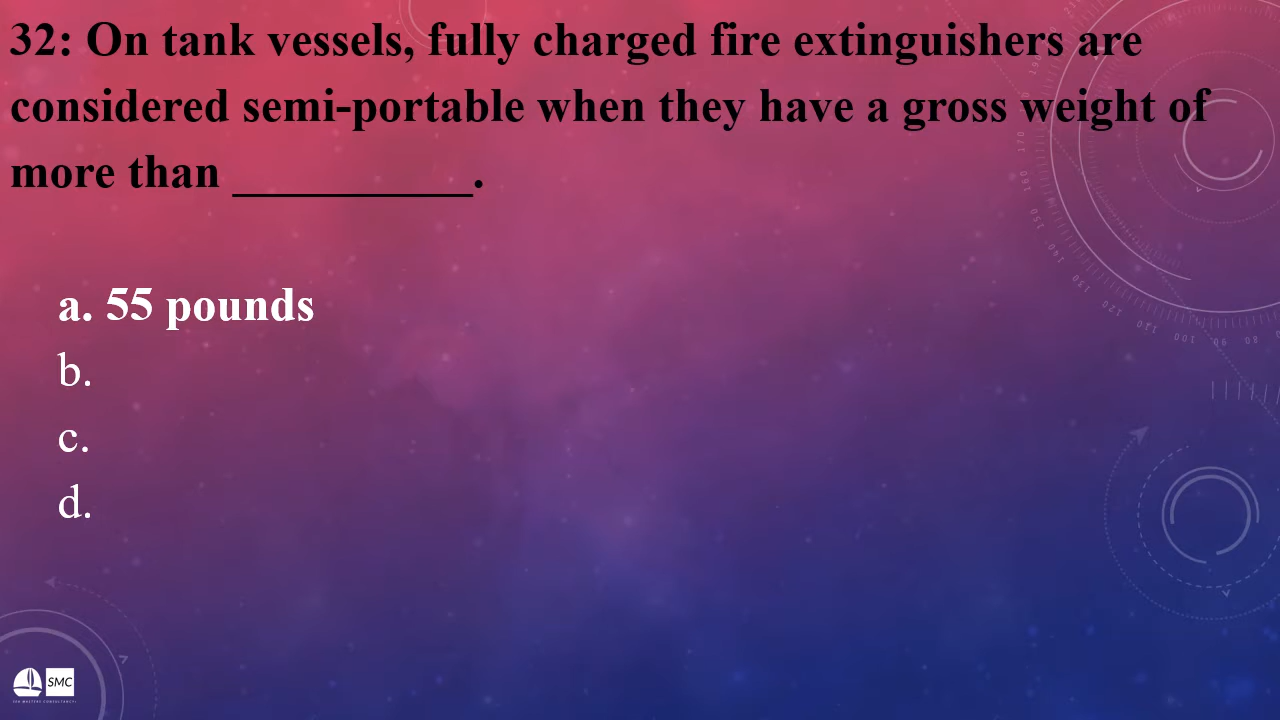 32: On tank vessels, fully charged fire extinguishers are
considered semi-portable when they have a gross weight of
more than __________.
a. 55 pounds
b.
c.
d.
SMC